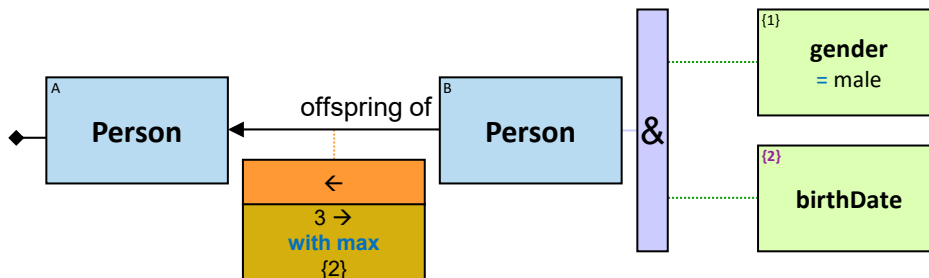 A
Person
offspring of
B
Person
&
{1}
gender
= male
{2}
birthDate
←
3 →
with max
{2}